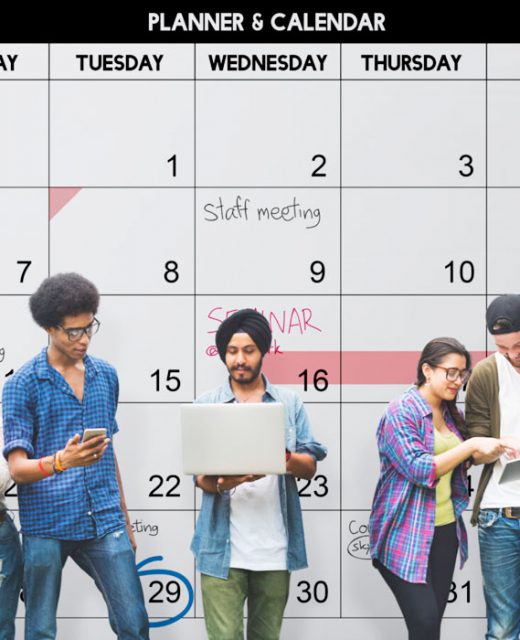 PLANNER & CALENDAR
AY TUESDAY WEDNESDAY THURSDAY
1 2 3
Staff meeting
7 8 9 10
15 16
22 23
29 30 31